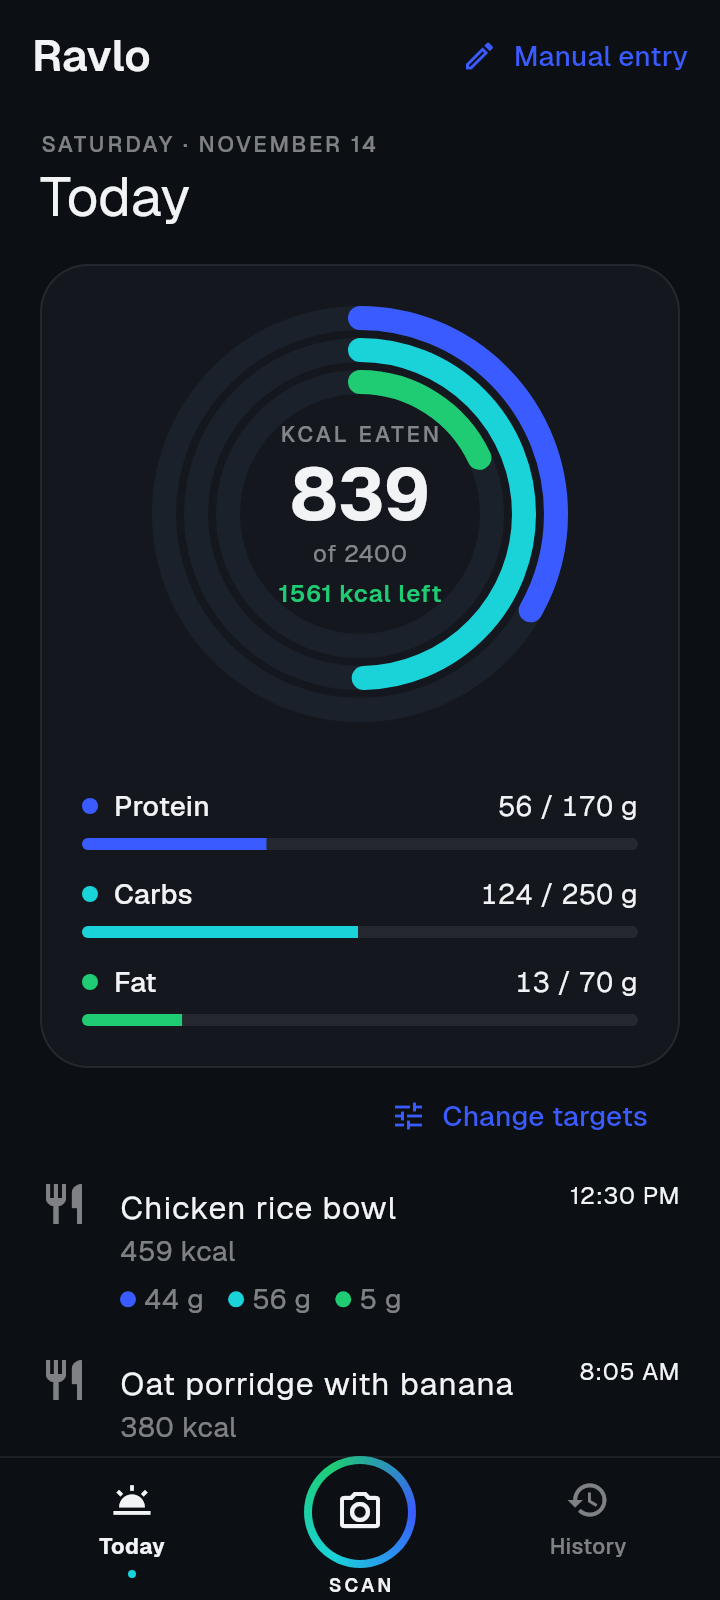 Ravlo
Manual entry
SATURDAY · NOVEMBER 14
Today
KCAL EATEN
839
of 2400
1561 kcal left
Protein 56 / 170 g
Carbs 124 / 250 g
Fat 13 / 70 g
Change targets
Chicken rice bowl 12:30 PM
459 kcal
44 g 56 g 5 g
Oat porridge with banana 8:05 AM
380 kcal
Today
SCAN
History